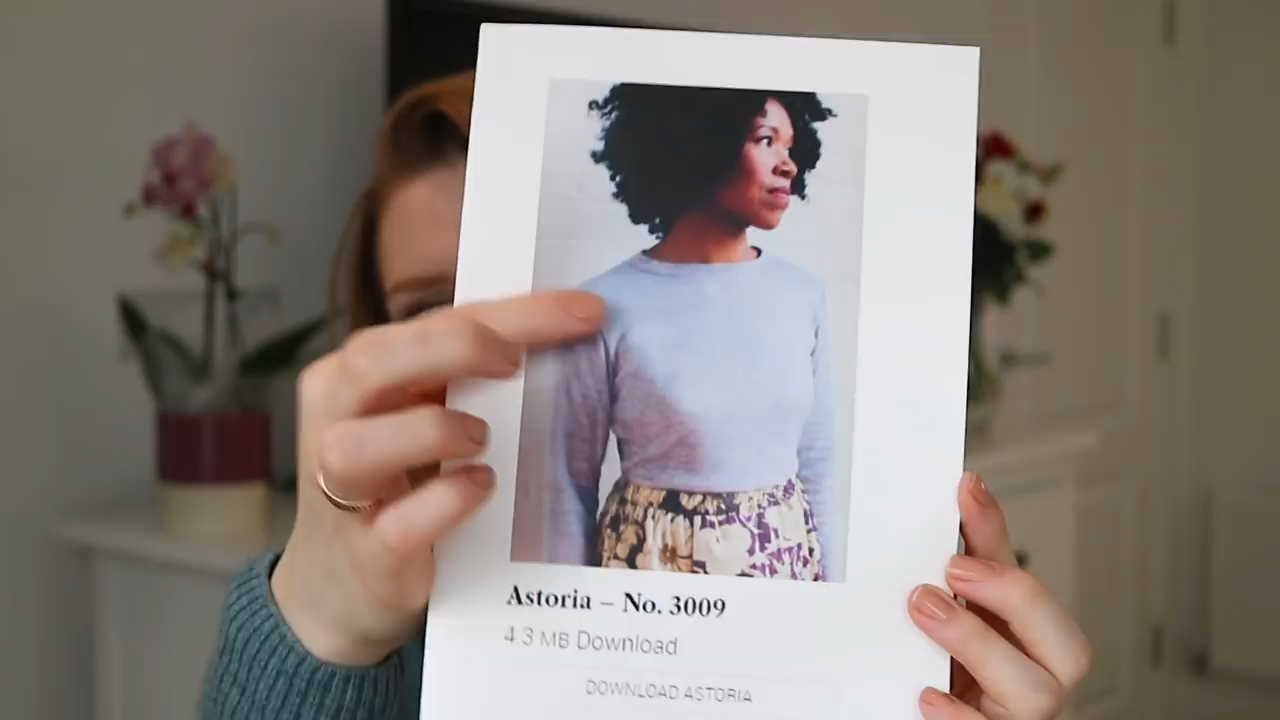 Astoria – No. 3009
4.3 MB Download
DOWNLOAD ASTORIA